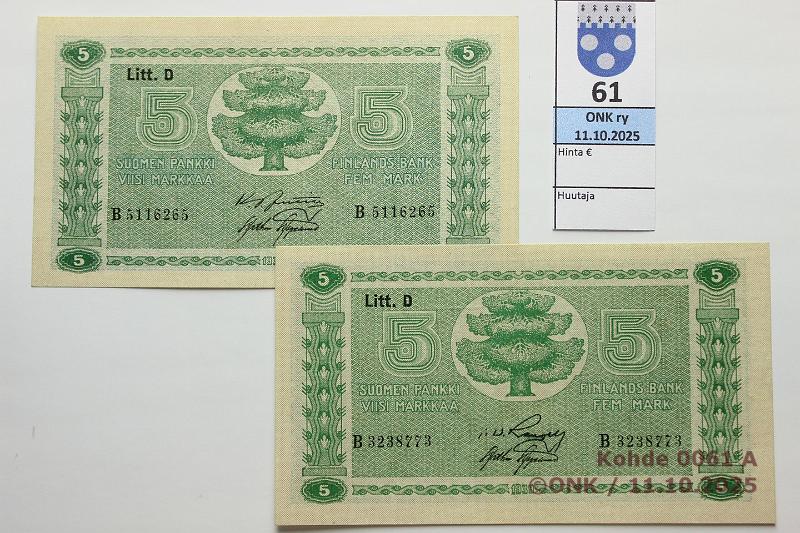 5 5
Litt. D
5 5
SUOMEN PANKKI FINLANDS BANK
VIISI MARKKAA FEM MARK
B 5116265 B 5116265
5
61
ONK ry
11.10.2025
Hinta €
Huutaja
5 5
Litt. D
5 5
SUOMEN PANKKI FINLANDS BANK
VIISI MARKKAA FEM MARK
B 3238773 B 3238773
5 5
Kohde 0061 A
©ONK / 11.10.2025